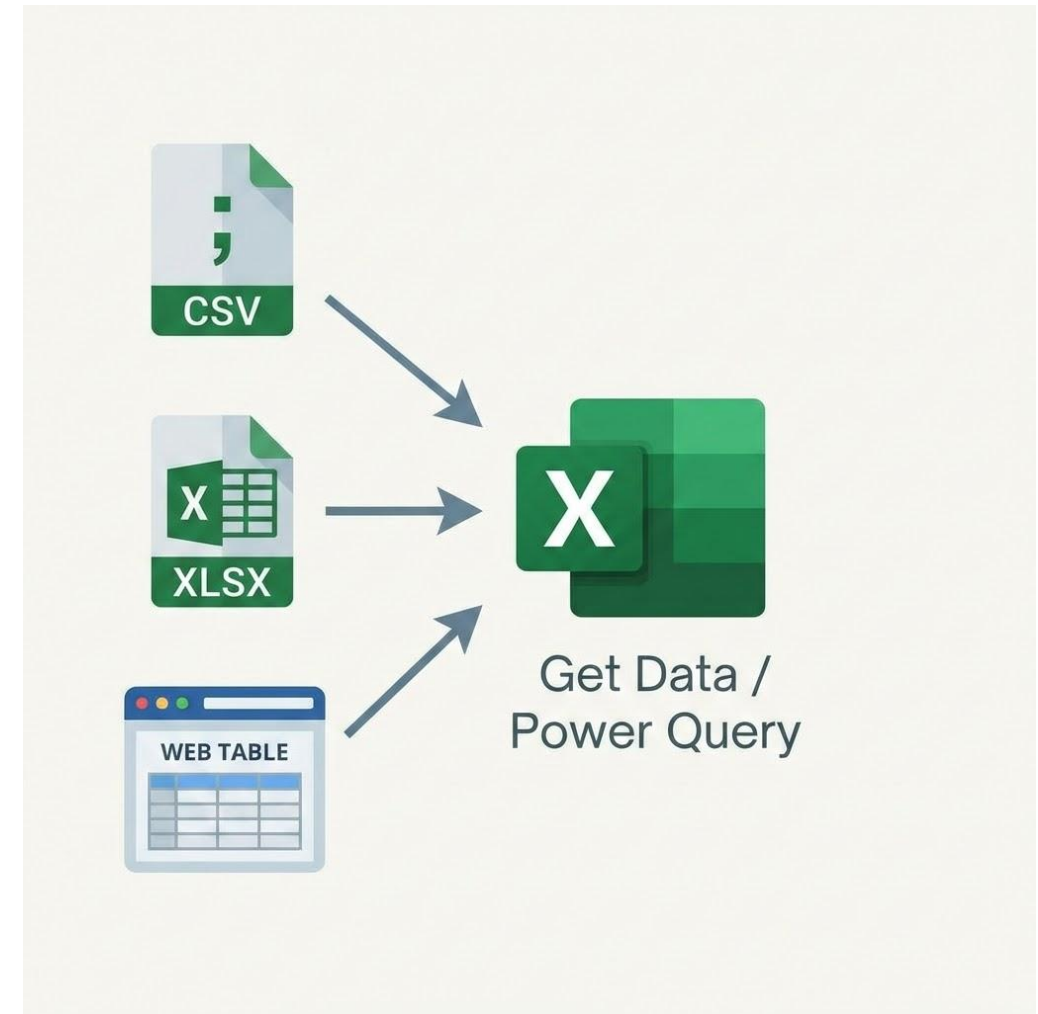 ;
CSV
X
XLSX
WEB TABLE
X
Get Data /
Power Query